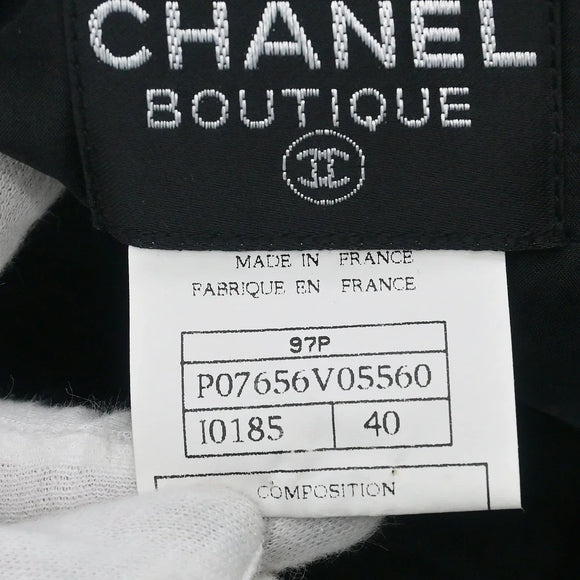 CHANEL
BOUTIQUE
MADE IN FRANCE
FABRIQUE EN FRANCE
97P
P07656V05560
I0185 40
COMPOSITION